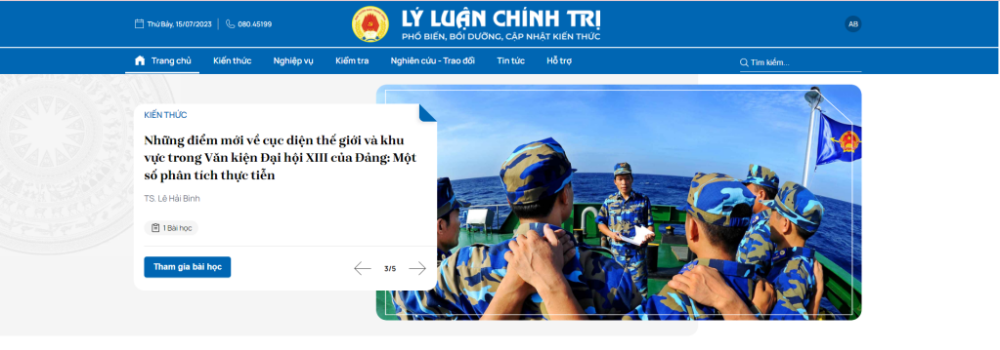 Thứ Bảy, 15/07/2023
080.45199
LÝ LUẬN CHÍNH TRỊ
PHỔ BIẾN, BỒI DƯỠNG, CẬP NHẬT KIẾN THỨC
AB
Trang chủ
Kiến thức
Nghiệp vụ
Kiểm tra
Nghiên cứu - Trao đổi
Tin tức
Hỗ trợ
Tìm kiếm...
KIẾN THỨC
Những điểm mới về cục diện thế giới và khu
vực trong Văn kiện Đại hội XIII của Đảng: Một
số phân tích thực tiễn
TS. Lê Hải Bình
1 Bài học
Tham gia bài học
3/5